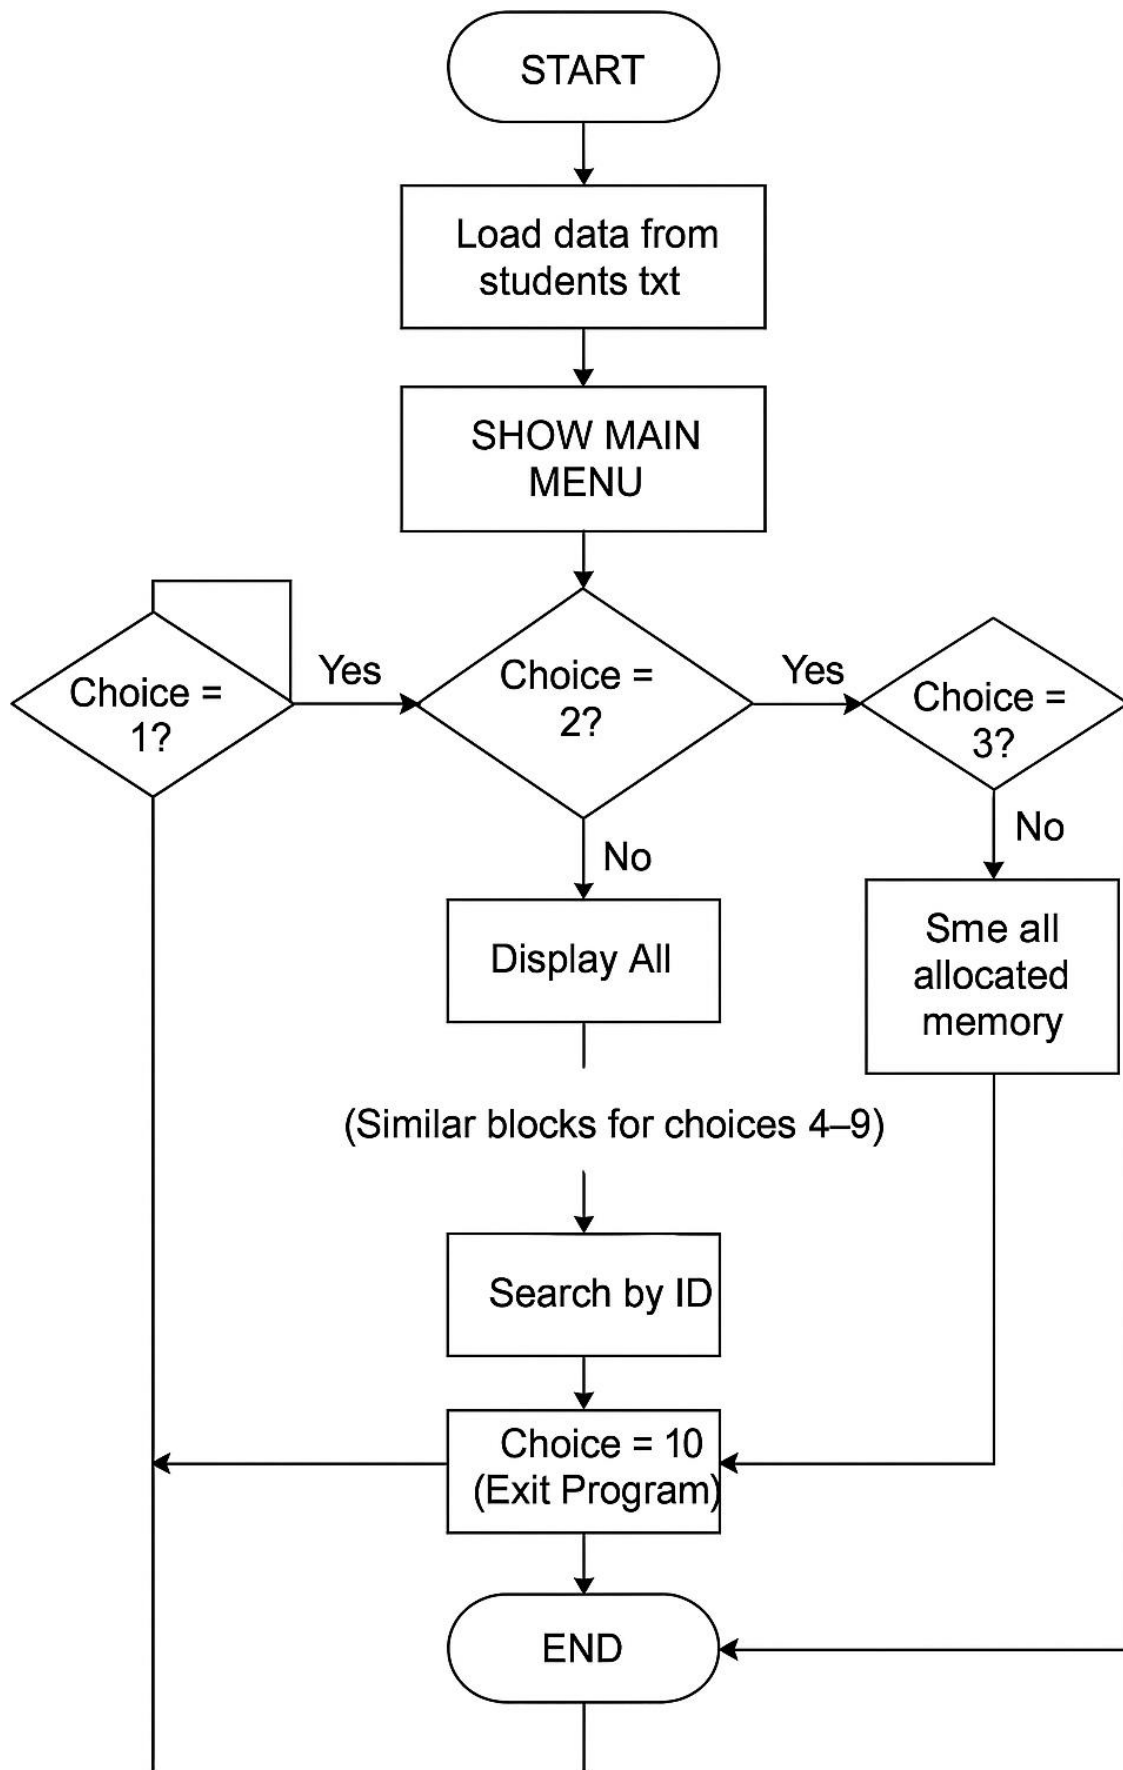 START
Load data from
students txt
SHOW MAIN
MENU
Choice =
1?
Yes
Choice =
2?
Yes
Choice =
3?
No
No
Display All
Sme all
allocated
memory
(Similar blocks for choices 4–9)
Search by ID
Choice = 10
(Exit Program)
END